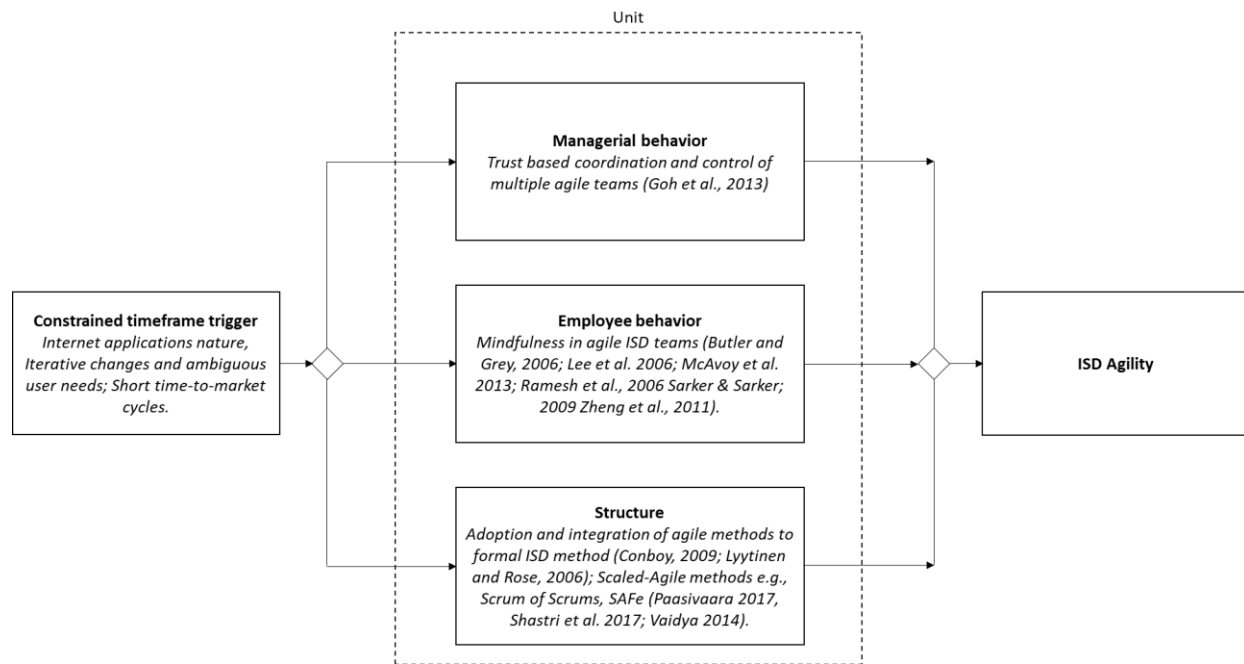 Unit
Managerial behavior
Trust based coordination and control of
multiple agile teams (Goh et al., 2013)
Constrained timeframe trigger
Internet applications nature,
Iterative changes and ambiguous
user needs; Short time-to-market
cycles.
Employee behavior
Mindfulness in agile ISD teams (Butler and
Grey, 2006; Lee et al. 2006; McAvoy et al.
2013; Ramesh et al., 2006 Sarker & Sarker;
2009 Zheng et al., 2011).
ISD Agility
Structure
Adoption and integration of agile methods to
formal ISD method (Conboy, 2009; Lyytinen
and Rose, 2006); Scaled-Agile methods e.g.,
Scrum of Scrums, SAFe (Paasivaara 2017,
Shastri et al. 2017; Vaidya 2014).